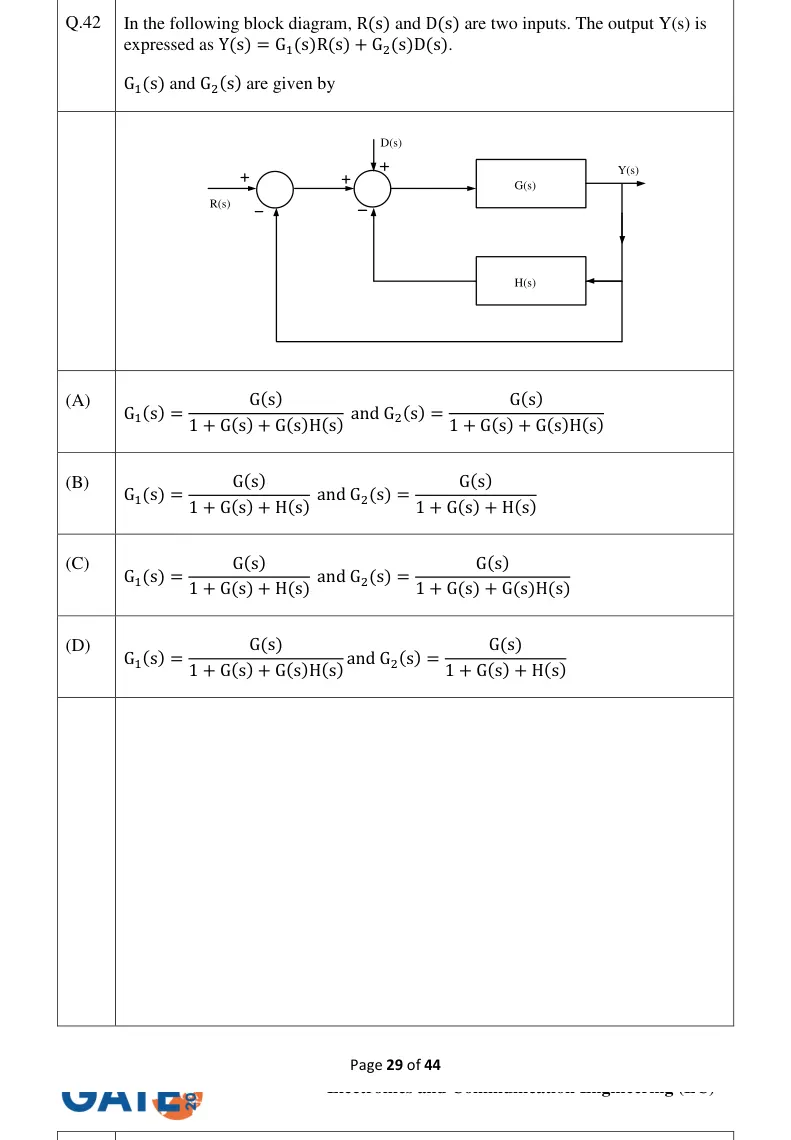 Q.42 In the following block diagram, R(s) and D(s) are two inputs. The output Y(s) is
expressed as Y(s) = G₁(s)R(s) + G₂(s)D(s).
G₁(s) and G₂(s) are given by
D(s)
+
+
+
G(s)
Y(s)
R(s)
−
−
H(s)
(A) G₁(s) = G(s) / (1 + G(s) + G(s)H(s)) and G₂(s) = G(s) / (1 + G(s) + G(s)H(s))
(B) G₁(s) = G(s) / (1 + G(s) + H(s)) and G₂(s) = G(s) / (1 + G(s) + H(s))
(C) G₁(s) = G(s) / (1 + G(s) + H(s)) and G₂(s) = G(s) / (1 + G(s) + G(s)H(s))
(D) G₁(s) = G(s) / (1 + G(s) + G(s)H(s)) and G₂(s) = G(s) / (1 + G(s) + H(s))
Page 29 of 44
GATE 20